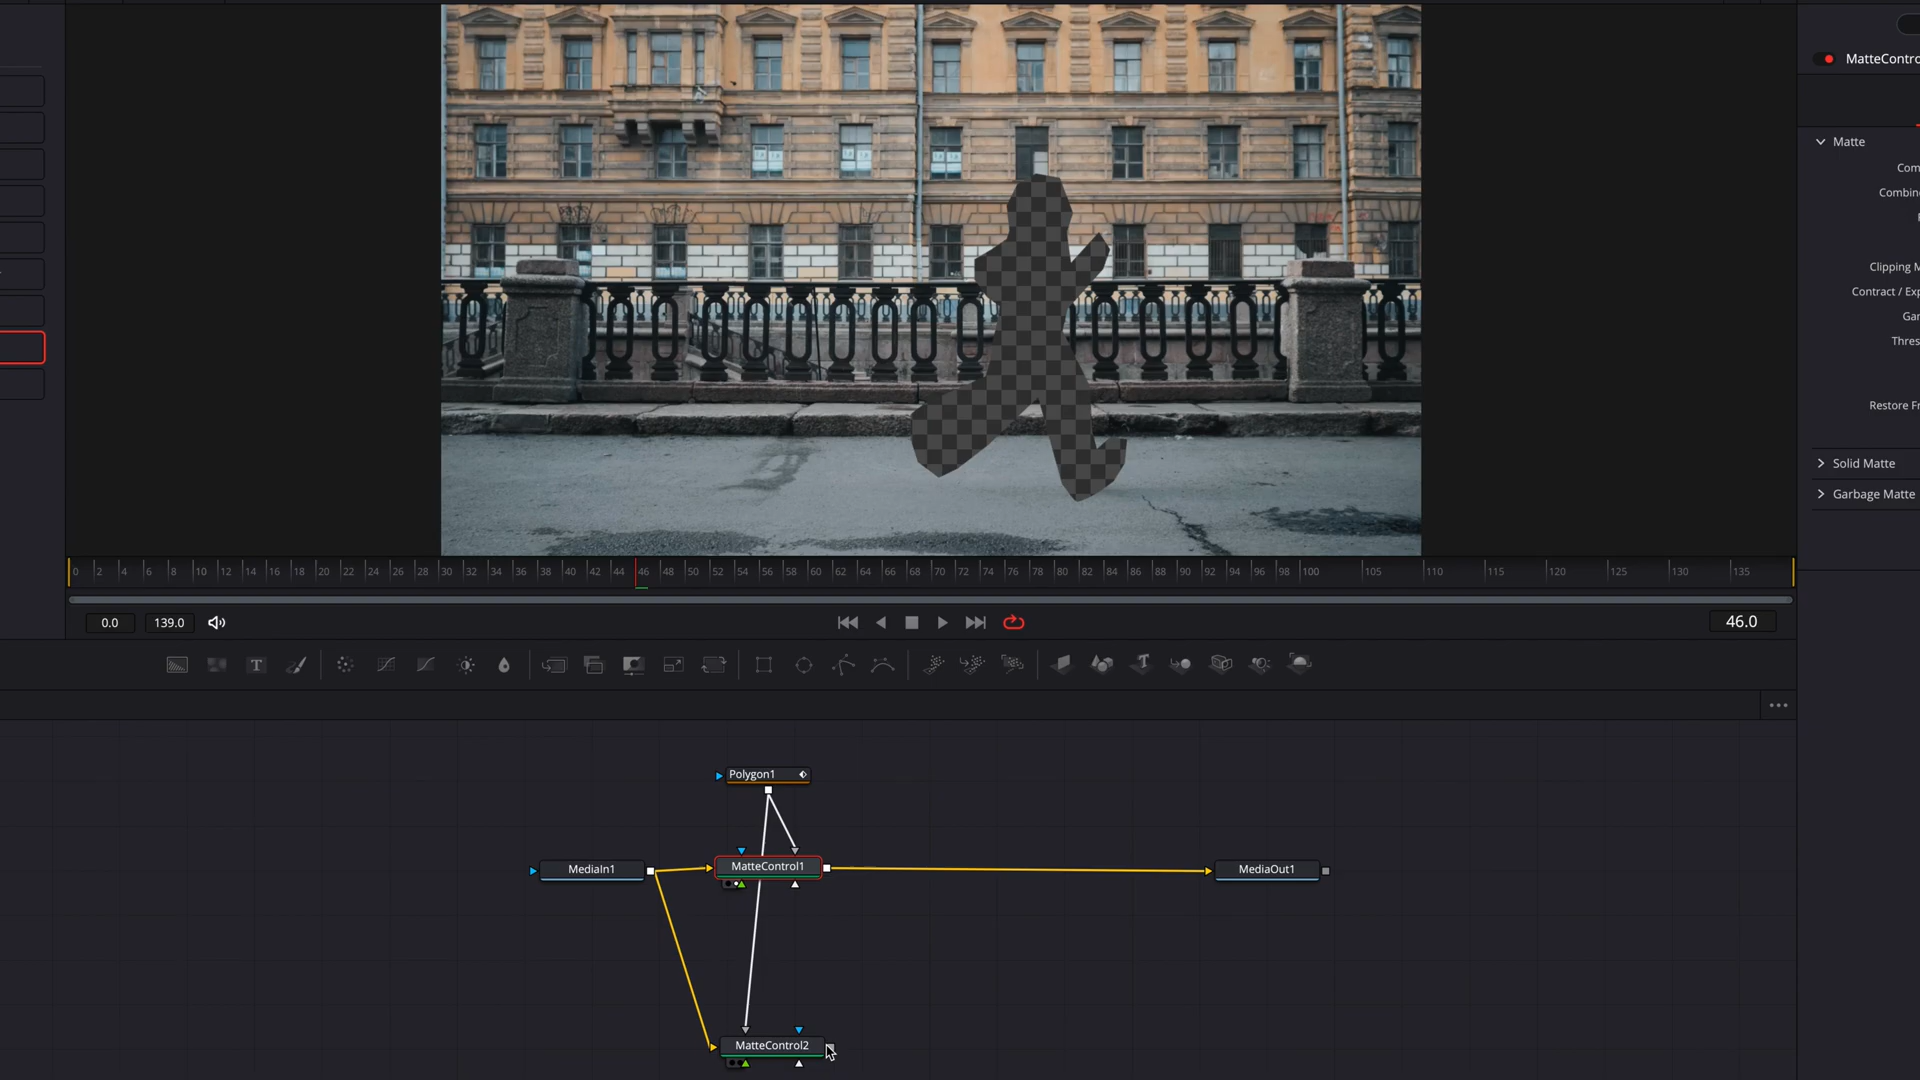 MatteContro
Matte
Com
Combin
Clipping M
Contract / Exp
Gar
Thres
Restore Fr
Solid Matte
Garbage Matte
0 2 4 6 8 10 12 14 16 18 20 22 24 26 28 30 32 34 36 38 40 42 44 46 48 50 52 54 56 58 60 62 64 66 68 70 72 74 76 78 80 82 84 86 88 90 92 94 96 98 100 105 110 115 120 125 130 135
0.0 139.0 46.0
Polygon1
MediaIn1 MatteControl1 MediaOut1
MatteControl2